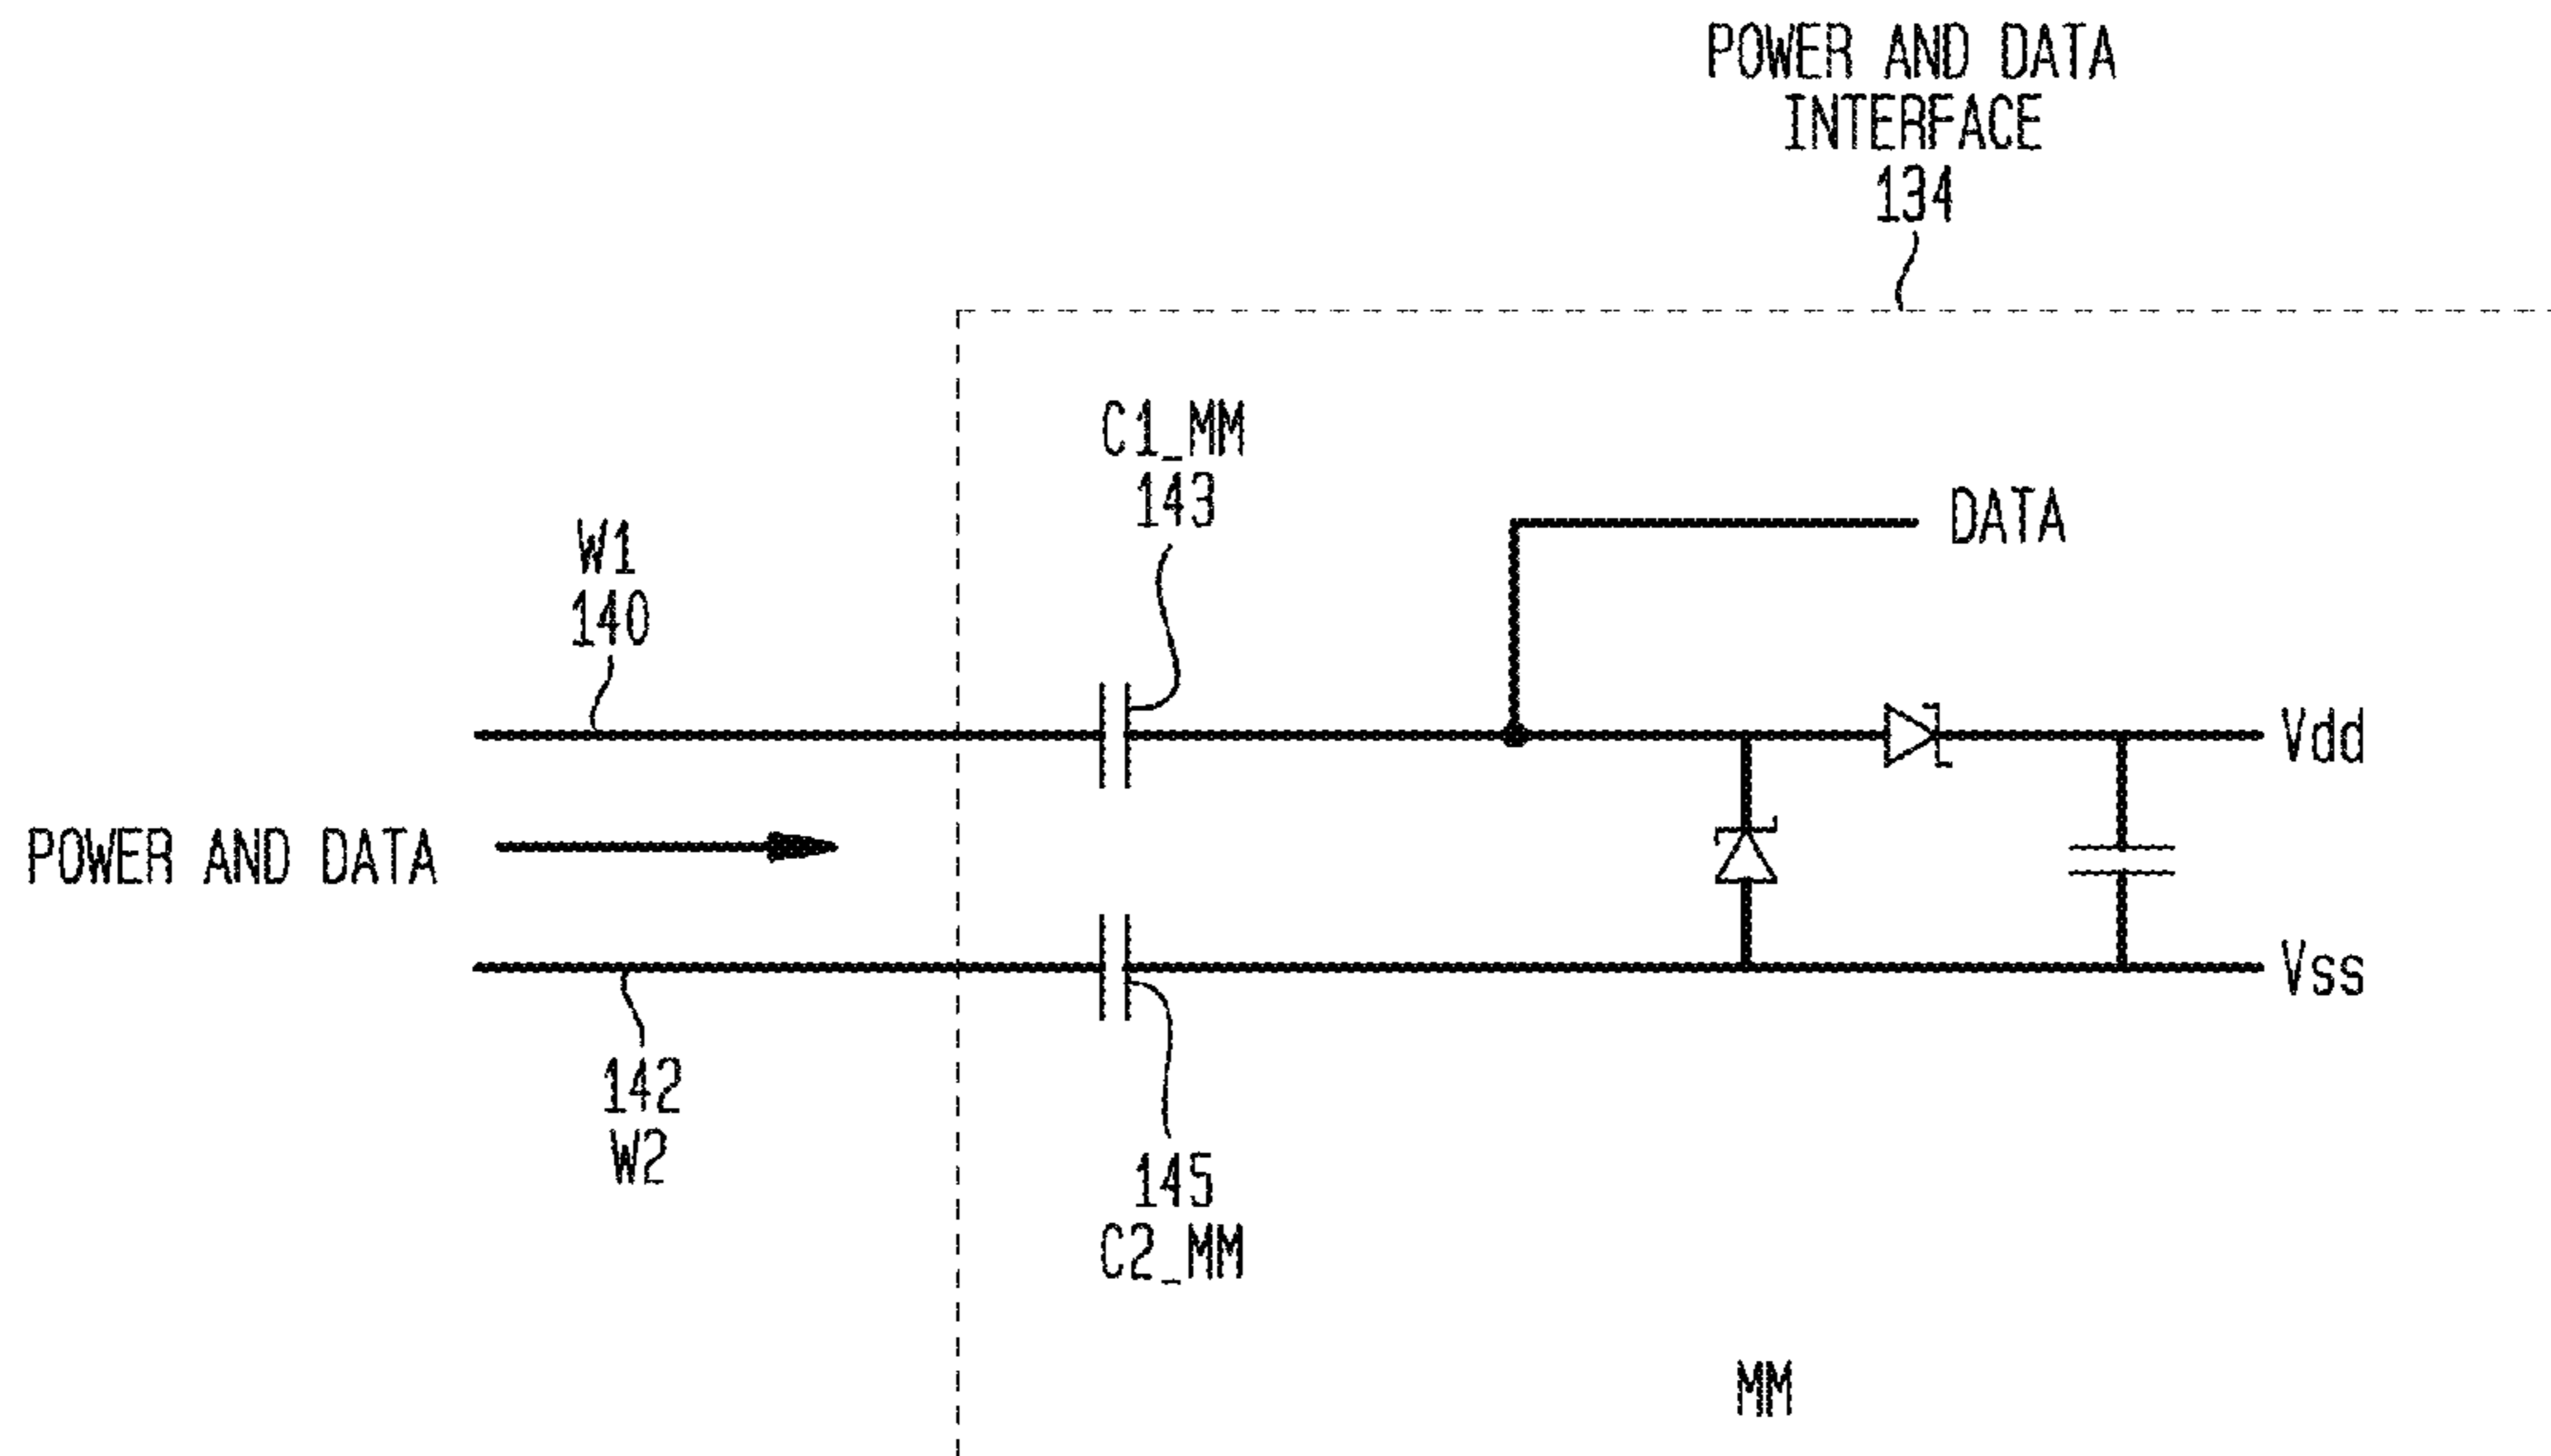 POWER AND DATA
INTERFACE
134
C1_MM
143
DATA
W1
140
Vdd
POWER AND DATA
Vss
142
W2
145
C2_MM
MM